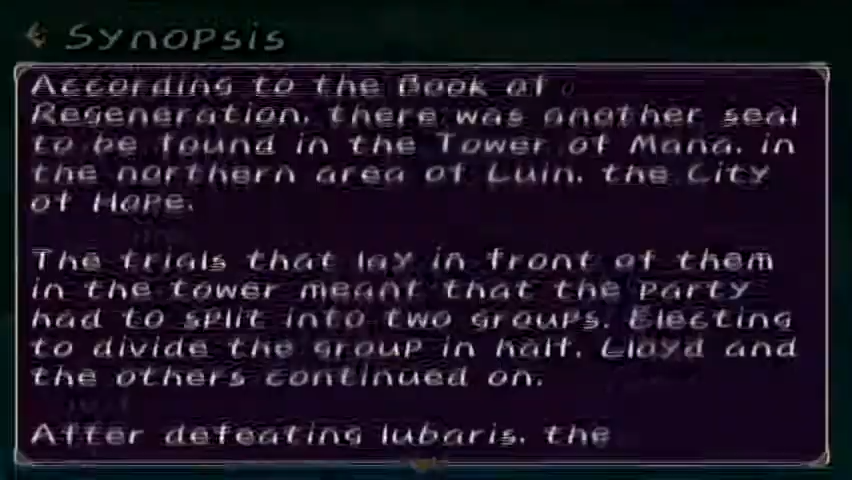 Synopsis
According to the Book of
Regeneration, there was another seal
to be found in the Tower of Mana, in
the northern area of Luin, the City
of Hope.
The trials that lay in front of them
in the tower meant that the party
had to split into two groups. Electing
to divide the group in half, Lloyd and
the others continued on.
After defeating Iubaris, the